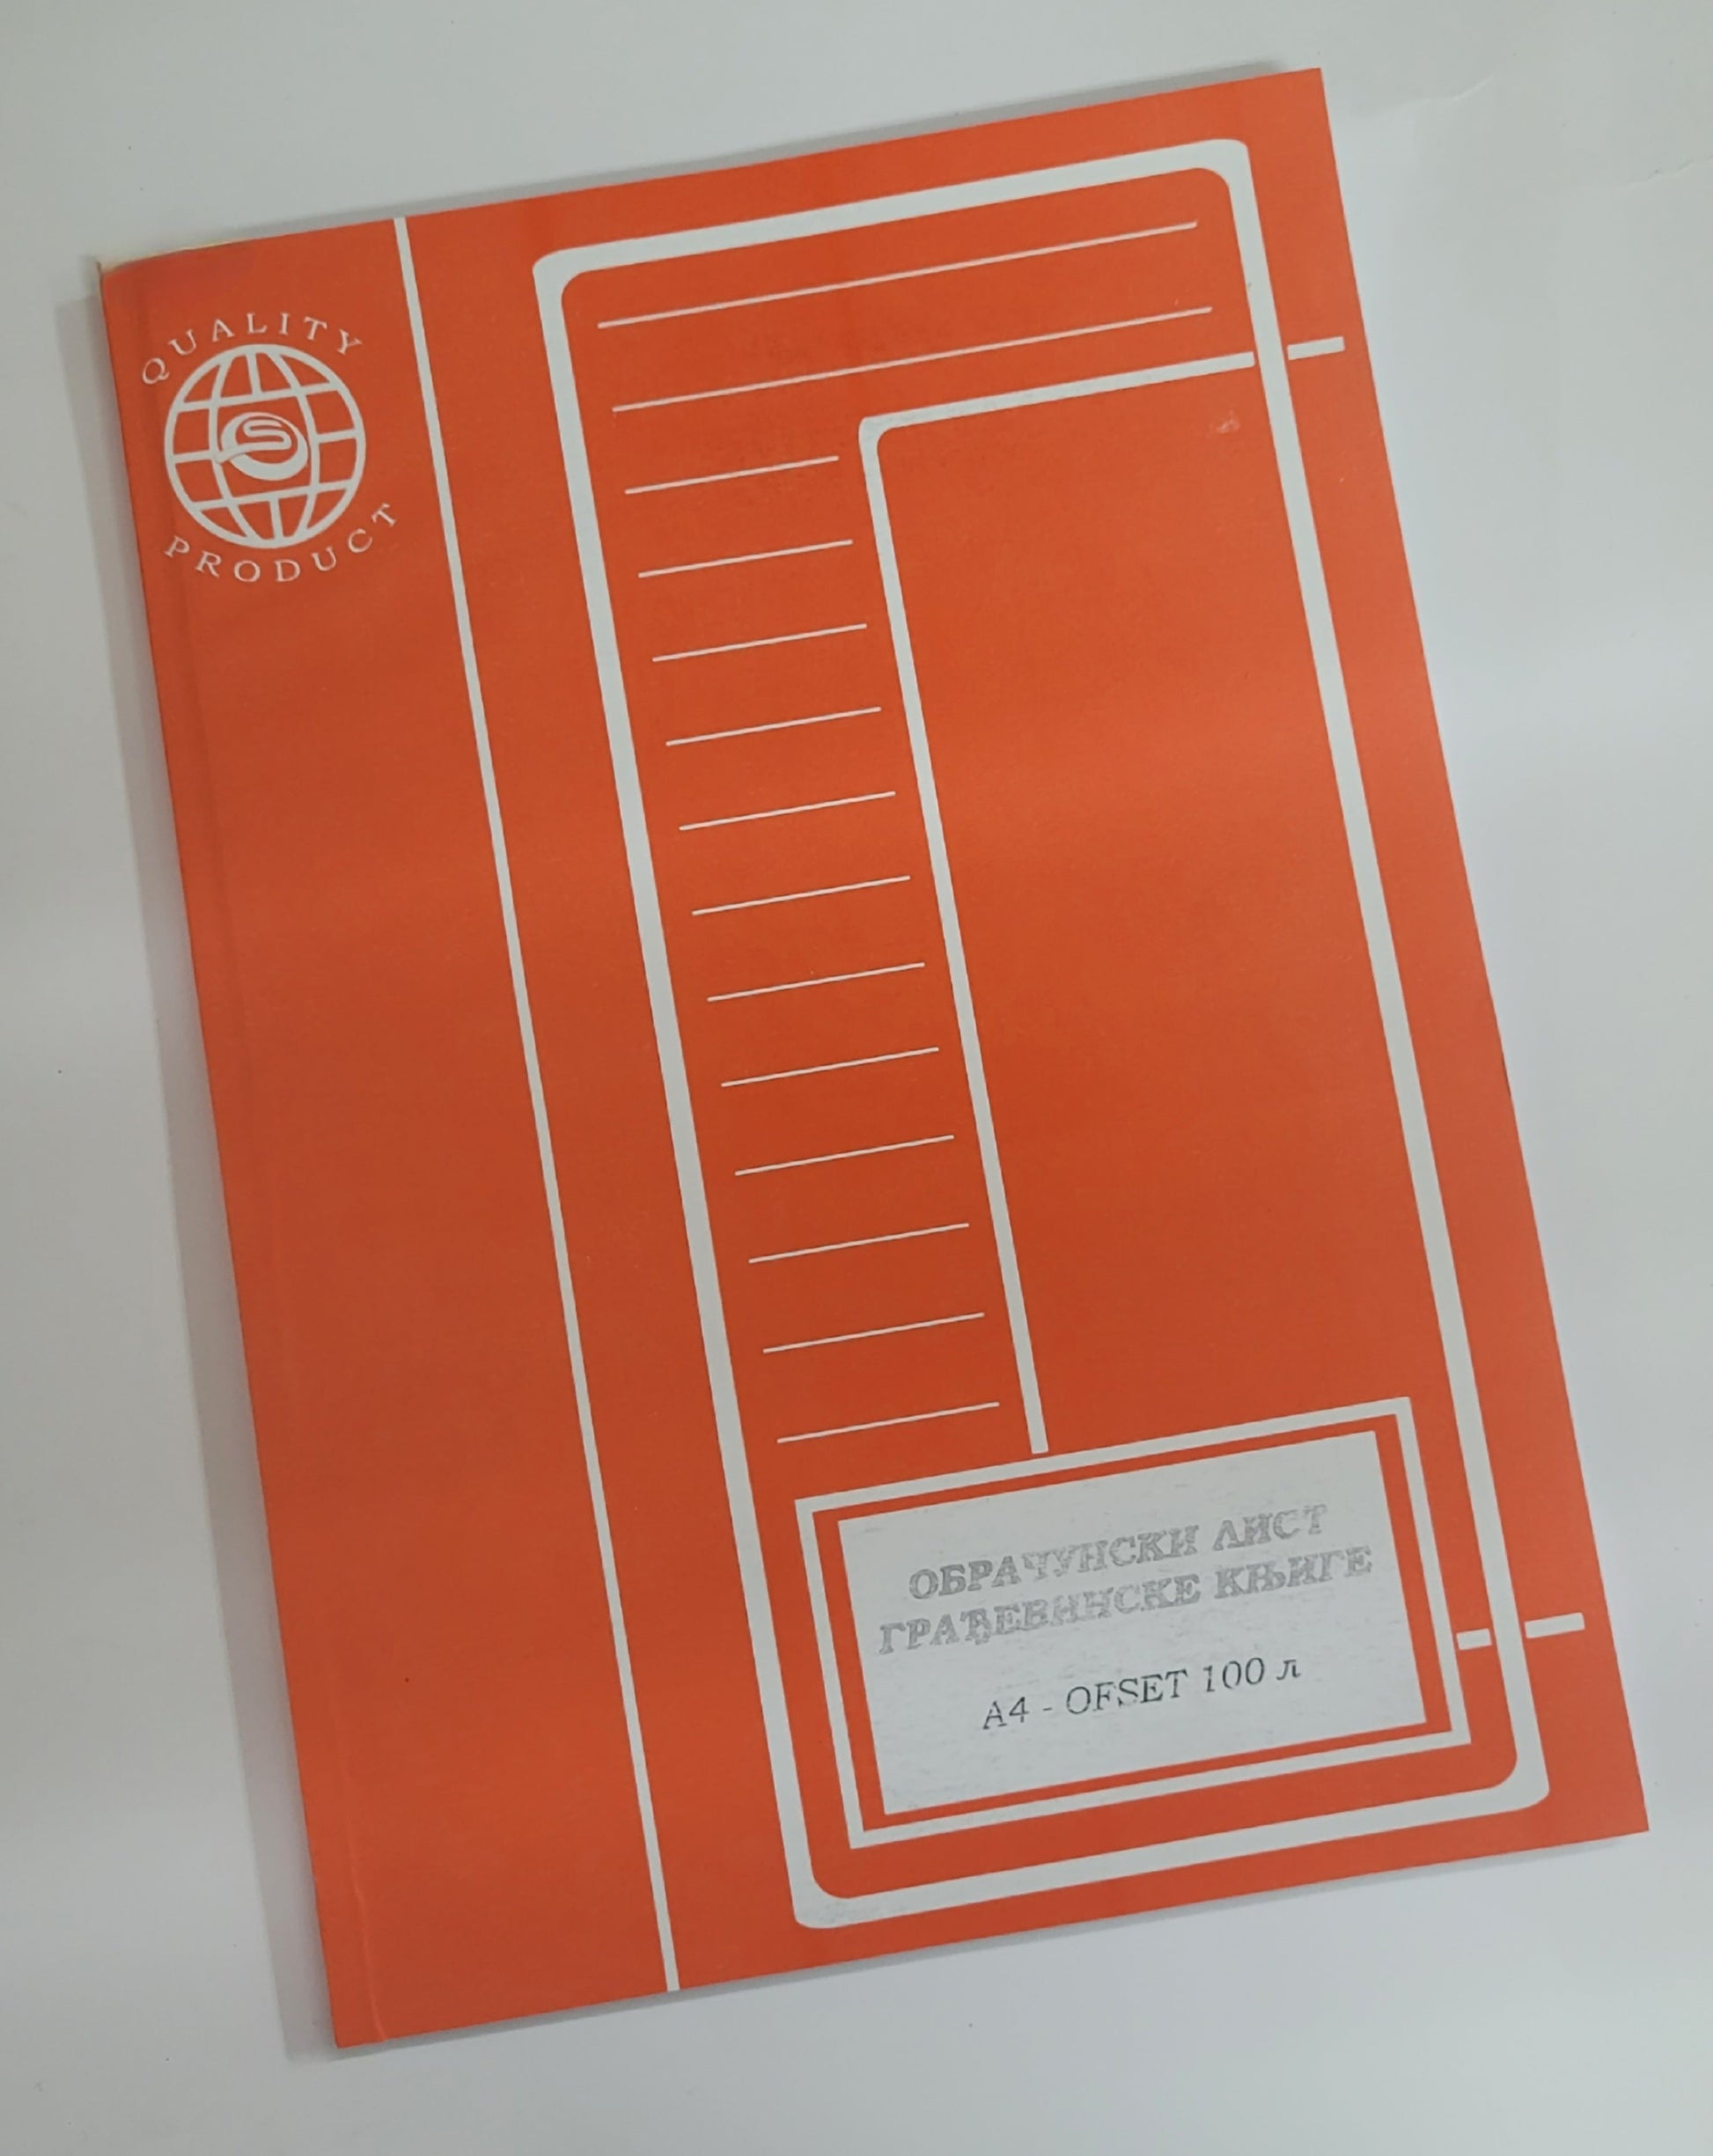 QUALITY
S
PRODUCT
ОБРАЧУНСКИ ЛИСТ
ГРАЂЕВИНСКЕ КЊИГЕ
A4 - OFSET 100 л